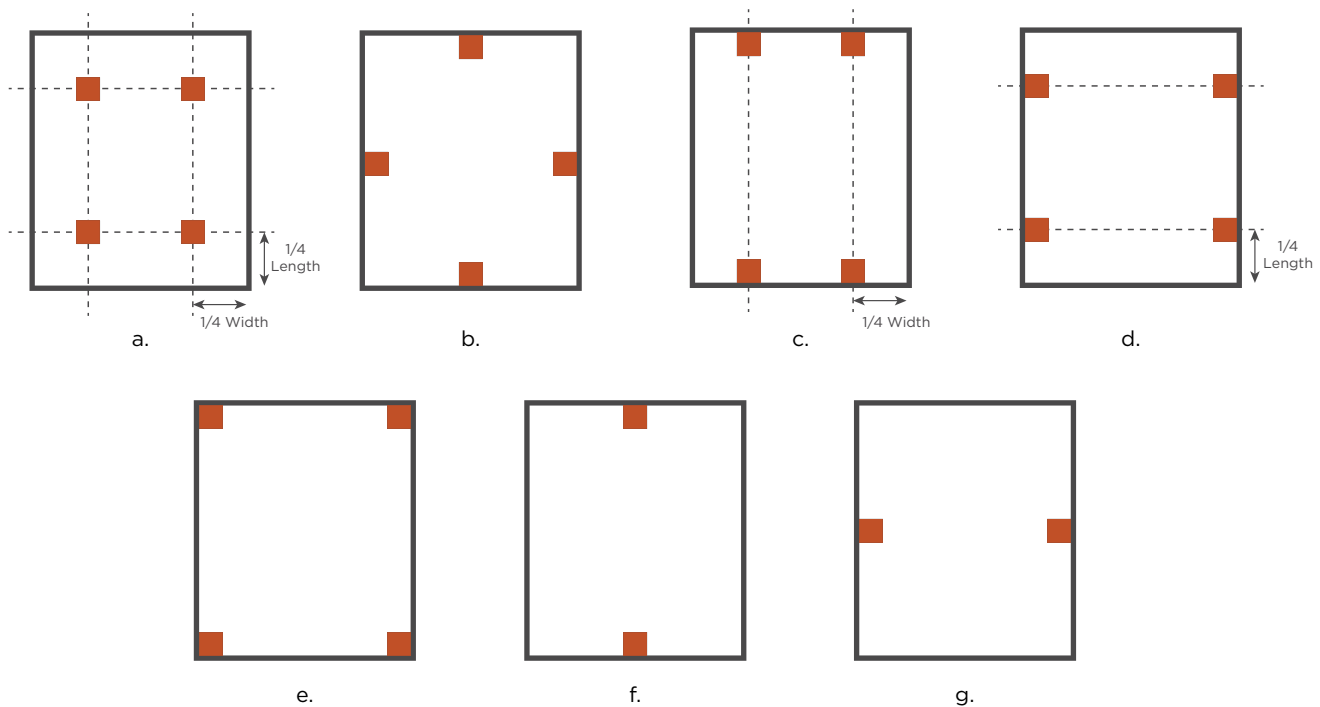 1/4
Length
1/4 Width
a.
b.
1/4 Width
c.
1/4
Length
d.
e.
f.
g.